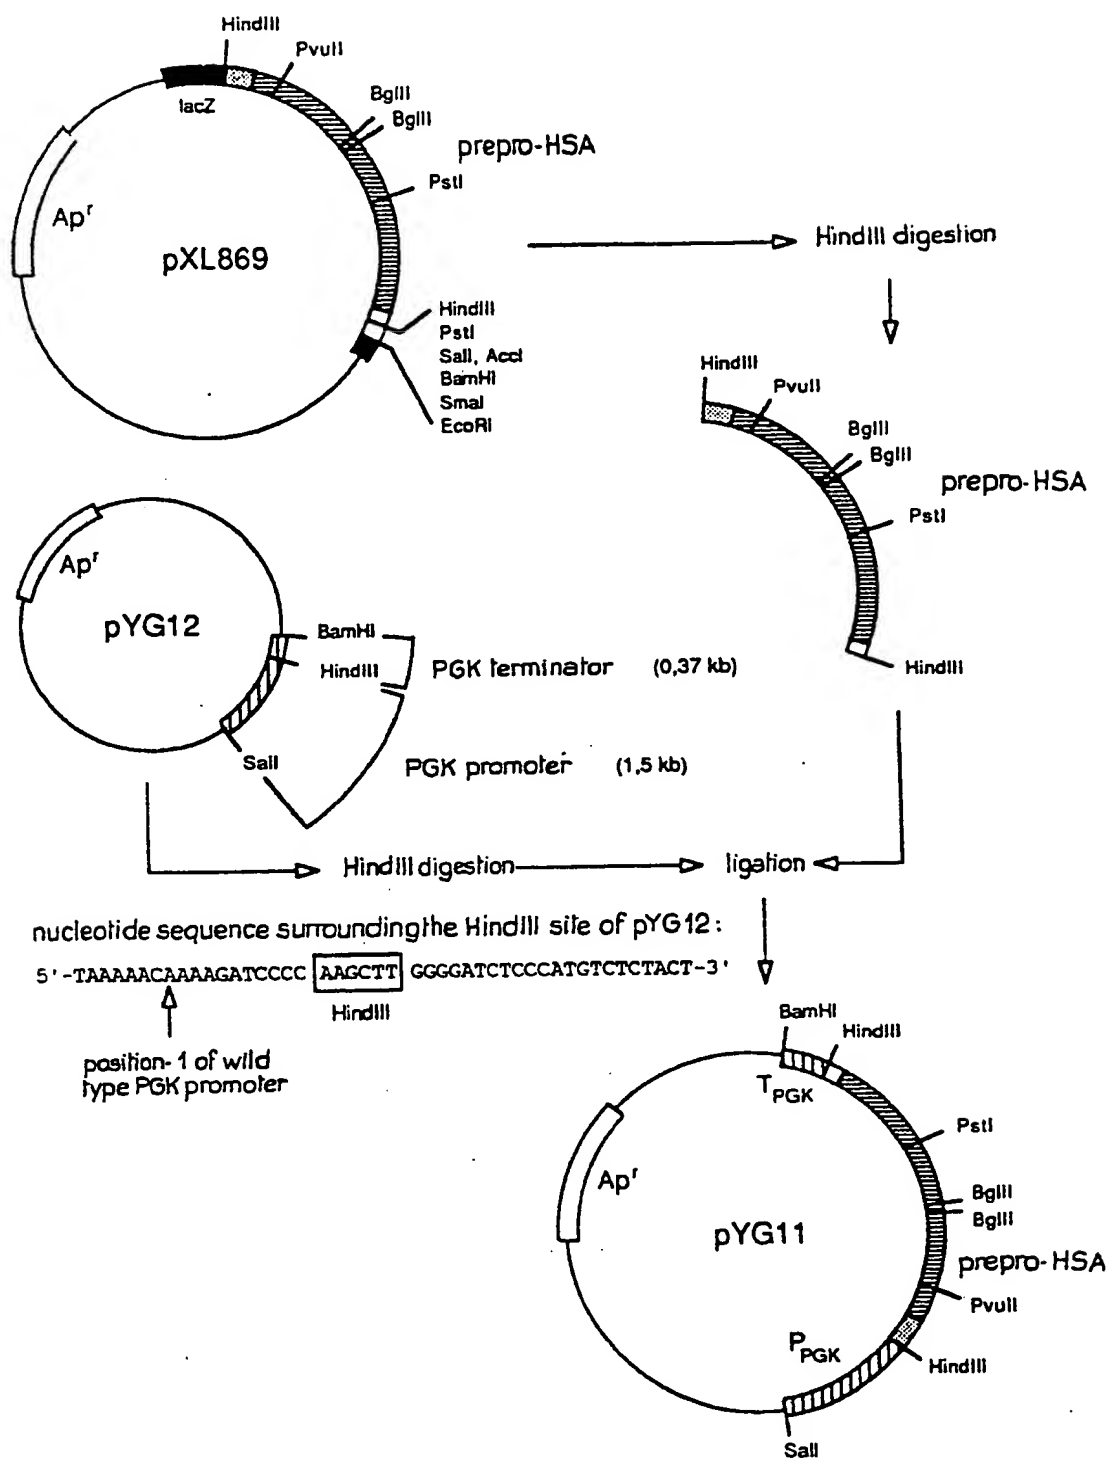 HindIII
PvuII
lacZ
BglII
BglII
prepro-HSA
PstI
Apʳ
pXL869
HindIII digestion
HindIII
PstI
SalI, AccI
BamHI
SmaI
EcoRI
HindIII
PvuII
BglII
BglII
prepro-HSA
PstI
HindIII
Apʳ
pYG12
BamHI
HindIII
PGK terminator (0,37 kb)
SalI
PGK promoter (1,5 kb)
HindIII digestion
ligation
nucleotide sequence surrounding the HindIII site of pYG12:
5'-TAAAAACAAAAGATCCCC AAGCTT GGGGATCTCCCATGTCTCTACT-3'
HindIII
position-1 of wild
type PGK promoter
BamHI
HindIII
T PGK
PstI
Apʳ
BglII
BglII
pYG11
prepro-HSA
PvuII
P PGK
HindIII
SalI